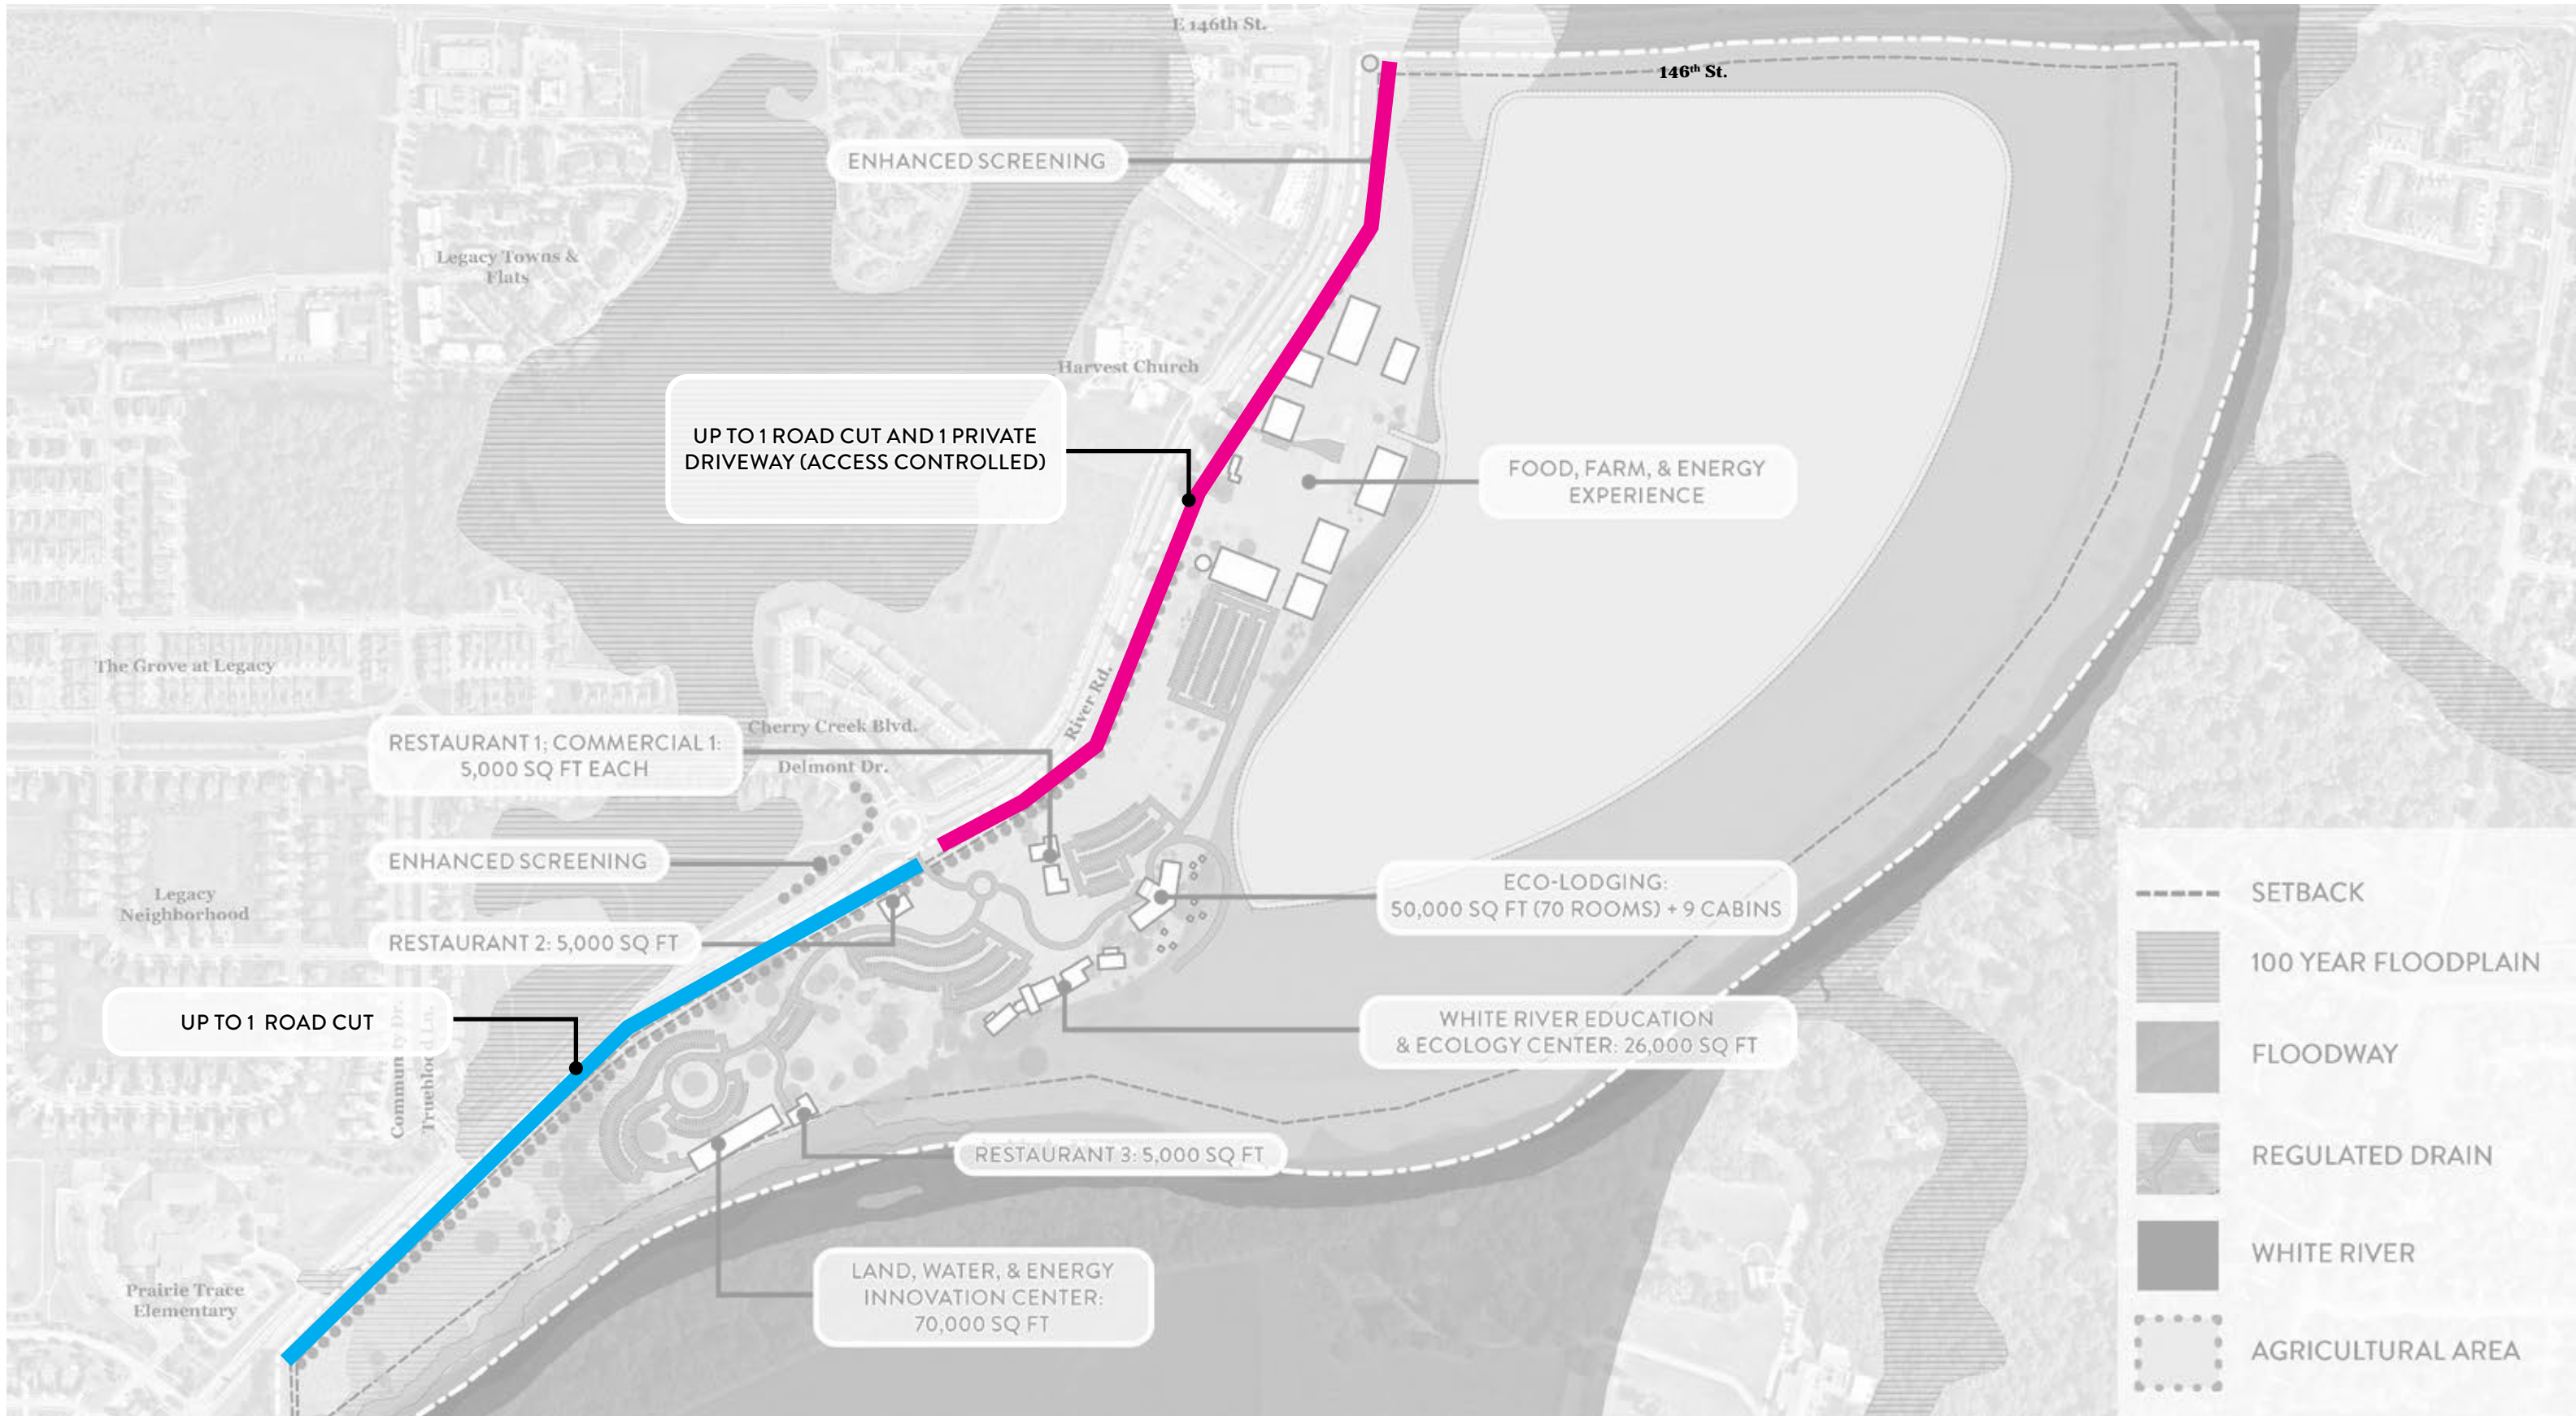 E 146th St.
146th St.
ENHANCED SCREENING
Legacy Towns &
Flats
Harvest Church
UP TO 1 ROAD CUT AND 1 PRIVATE
DRIVEWAY (ACCESS CONTROLLED)
FOOD, FARM, & ENERGY
EXPERIENCE
The Grove at Legacy
River Rd.
Cherry Creek Blvd.
Delmont Dr.
RESTAURANT 1; COMMERCIAL 1:
5,000 SQ FT EACH
ENHANCED SCREENING
Legacy
Neighborhood
RESTAURANT 2: 5,000 SQ FT
ECO-LODGING:
50,000 SQ FT (70 ROOMS) + 9 CABINS
UP TO 1 ROAD CUT
Community Dr.
Trueblood Ln.
WHITE RIVER EDUCATION
& ECOLOGY CENTER: 26,000 SQ FT
RESTAURANT 3: 5,000 SQ FT
Prairie Trace
Elementary
LAND, WATER, & ENERGY
INNOVATION CENTER:
70,000 SQ FT
SETBACK
100 YEAR FLOODPLAIN
FLOODWAY
REGULATED DRAIN
WHITE RIVER
AGRICULTURAL AREA